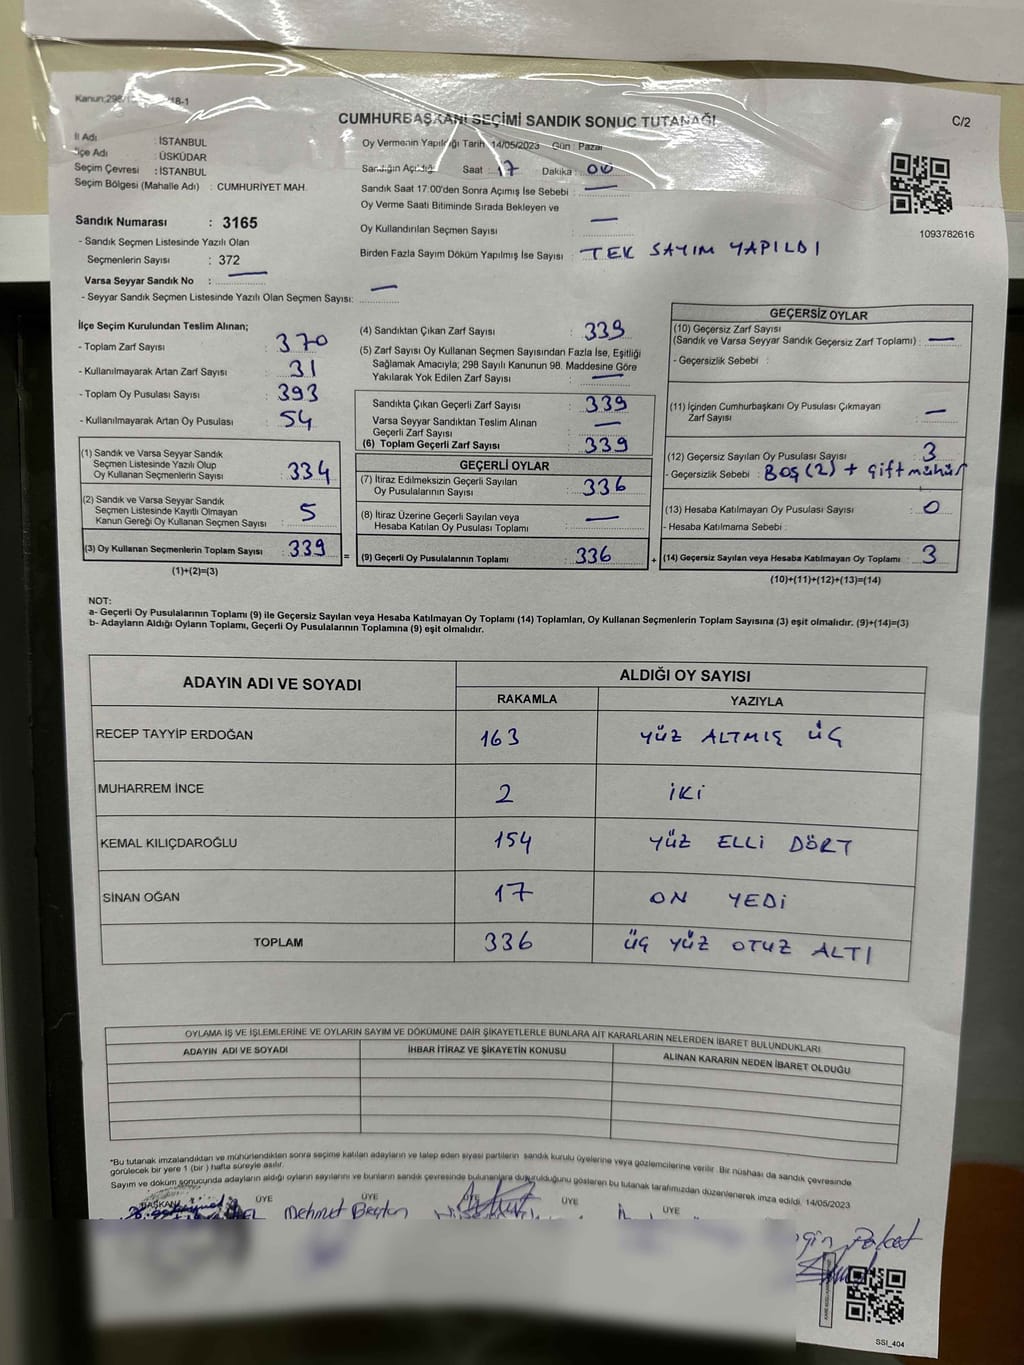 CUMHURBAŞKANI SEÇİMİ SANDIK SONUÇ TUTANAĞI
C/2
İl Adı : İSTANBUL
İlçe Adı : ÜSKÜDAR
Seçim Çevresi : İSTANBUL
Seçim Bölgesi (Mahalle Adı) : CUMHURİYET MAH.
Sandık Numarası : 3165
- Sandık Seçmen Listesinde Yazılı Olan
Seçmenlerin Sayısı : 372
Varsa Seyyar Sandık No : —
- Seyyar Sandık Seçmen Listesinde Yazılı Olan Seçmen Sayısı: —
Oy Vermenin Yapıldığı Tarih 14/05/2023 Gün Pazar
Sandığın Açıldığı Saat : 17 Dakika : 00
Sandık Saat 17:00'den Sonra Açımış İse Sebebi : —
Oy Verme Saati Bitiminde Sırada Bekleyen ve
Oy Kullandırılan Seçmen Sayısı : —
Birden Fazla Sayım Döküm Yapılmış İse Sayısı : TEK SAYIM YAPILDI
1093782616
İlçe Seçim Kurulundan Teslim Alınan;
- Toplam Zarf Sayısı : 370
- Kullanılmayarak Artan Zarf Sayısı : 31
- Toplam Oy Pusulası Sayısı : 393
- Kullanılmayarak Artan Oy Pusulası : 54
(1) Sandık ve Varsa Seyyar Sandık
Seçmen Listesinde Yazılı Olup
Oy Kullanan Seçmenlerin Sayısı : 334
(2) Sandık ve Varsa Seyyar Sandık
Seçmen Listesinde Kayıtlı Olmayan
Kanun Gereği Oy Kullanan Seçmen Sayısı : 5
(3) Oy Kullanan Seçmenlerin Toplam Sayısı : 339
(1)+(2)=(3)
=
(4) Sandıktan Çıkan Zarf Sayısı : 339
(5) Zarf Sayısı Oy Kullanan Seçmen Sayısından Fazla İse, Eşitliği
Sağlamak Amacıyla; 298 Sayılı Kanunun 98. Maddesine Göre
Yakılarak Yok Edilen Zarf Sayısı : —
Sandıkta Çıkan Geçerli Zarf Sayısı : 339
Varsa Seyyar Sandıktan Teslim Alınan
Geçerli Zarf Sayısı : —
(6) Toplam Geçerli Zarf Sayısı : 339
GEÇERLİ OYLAR
(7) İtiraz Edilmeksizin Geçerli Sayılan
Oy Pusulalarının Sayısı : 336
(8) İtiraz Üzerine Geçerli Sayılan veya
Hesaba Katılan Oy Pusulası Toplamı : —
(9) Geçerli Oy Pusulalarının Toplamı : 336
+
GEÇERSİZ OYLAR
(10) Geçersiz Zarf Sayısı
(Sandık ve Varsa Seyyar Sandık Geçersiz Zarf Toplamı) : —
- Geçersizlik Sebebi :
(11) İçinden Cumhurbaşkanı Oy Pusulası Çıkmayan
Zarf Sayısı : —
(12) Geçersiz Sayılan Oy Pusulası Sayısı : 3
- Geçersizlik Sebebi : Boş (2) + çift mühür
(13) Hesaba Katılmayan Oy Pusulası Sayısı : 0
- Hesaba Katılmama Sebebi :
(14) Geçersiz Sayılan veya Hesaba Katılmayan Oy Toplamı : 3
(10)+(11)+(12)+(13)=(14)
NOT:
a- Geçerli Oy Pusulalarının Toplamı (9) ile Geçersiz Sayılan veya Hesaba Katılmayan Oy Toplamı (14) Toplamları, Oy Kullanan Seçmenlerin Toplam Sayısına (3) eşit olmalıdır. (9)+(14)=(3)
b- Adayların Aldığı Oyların Toplamı, Geçerli Oy Pusulalarının Toplamına (9) eşit olmalıdır.
ADAYIN ADI VE SOYADI
ALDIĞI OY SAYISI
RAKAMLA YAZIYLA
RECEP TAYYİP ERDOĞAN 163 YÜZ ALTMIŞ ÜÇ
MUHARREM İNCE 2 İKİ
KEMAL KILIÇDAROĞLU 154 YÜZ ELLİ DÖRT
SİNAN OĞAN 17 ON YEDİ
TOPLAM 336 ÜÇ YÜZ OTUZ ALTI
OYLAMA İŞ VE İŞLEMLERİNE VE OYLARIN SAYIM VE DÖKÜMÜNE DAİR ŞİKAYETLERLE BUNLARA AİT KARARLARIN NELERDEN İBARET BULUNDUKLARI
ADAYIN ADI VE SOYADI İHBAR İTİRAZ VE ŞİKAYETİN KONUSU ALINAN KARARIN NEDEN İBARET OLDUĞU
*Bu tutanak imzalandıktan ve mühürlendikten sonra seçime katılan adayların ve talep eden siyasi partilerin sandık kurulu üyelerine veya gözlemcilerine verilir. Bir nüshası da sandık çevresinde
görülecek bir yere 1 (bir) hafta süreyle asılır.
Sayım ve döküm sonucunda adayların aldığı oyların sayılarını ve bunların sandık çevresinde bulunanlara duyurulduğunu gösteren bu tutanak tarafımızdan düzenlenerek imza edildi. 14/05/2023
BAŞKAN ÜYE ÜYE ÜYE ÜYE
Mehmut
SSI_404